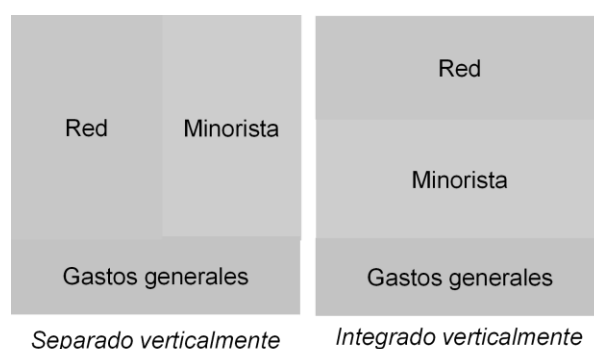 Red
Minorista
Gastos generales
Separado verticalmente
Red
Minorista
Gastos generales
Integrado verticalmente